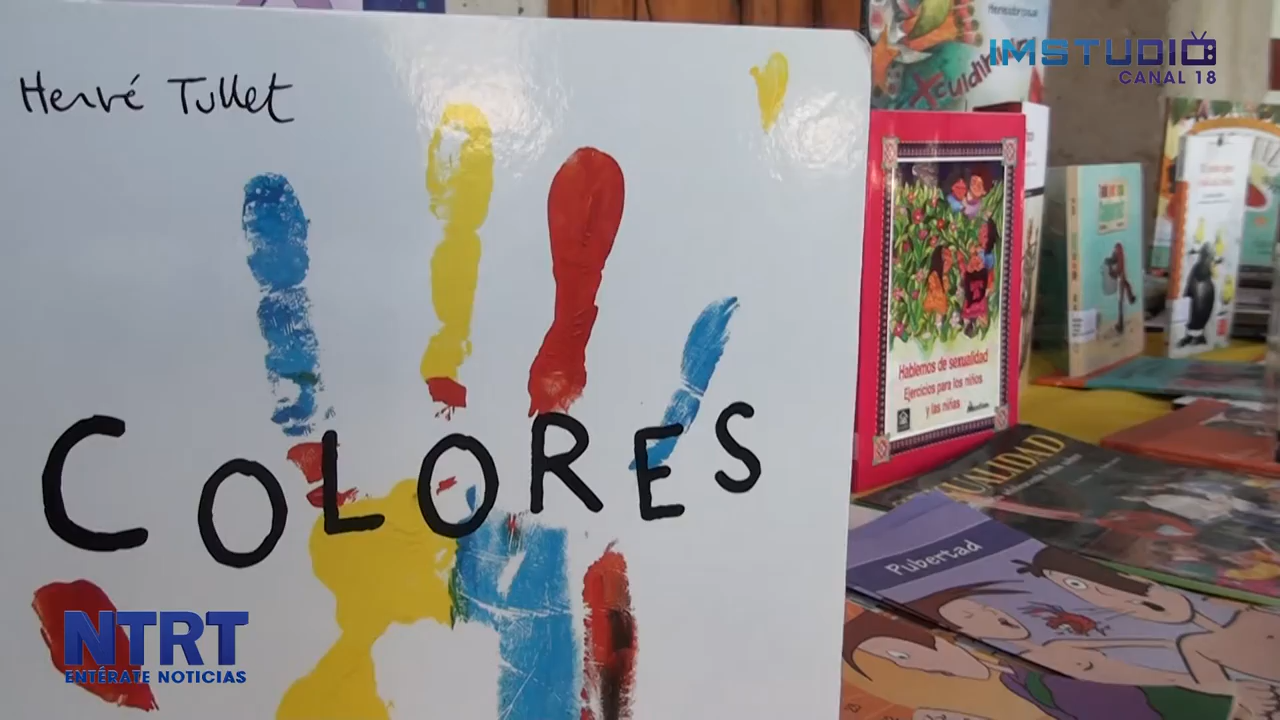 Hervé Tullet
COLORES
IMSTUDIO
CANAL 18
Hablemos de sexualidad
Ejercicios para los niños
y las niñas
Pubertad
NTRT
ENTÉRATE NOTICIAS